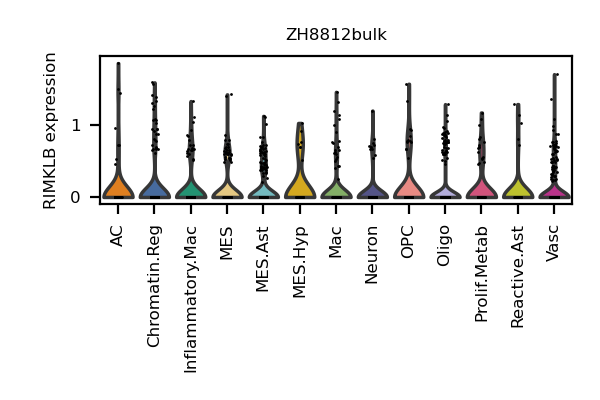 ZH8812bulk
RIMKLB expression
1
0
AC
Chromatin.Reg
Inflammatory.Mac
MES
MES.Ast
MES.Hyp
Mac
Neuron
OPC
Oligo
Prolif.Metab
Reactive.Ast
Vasc